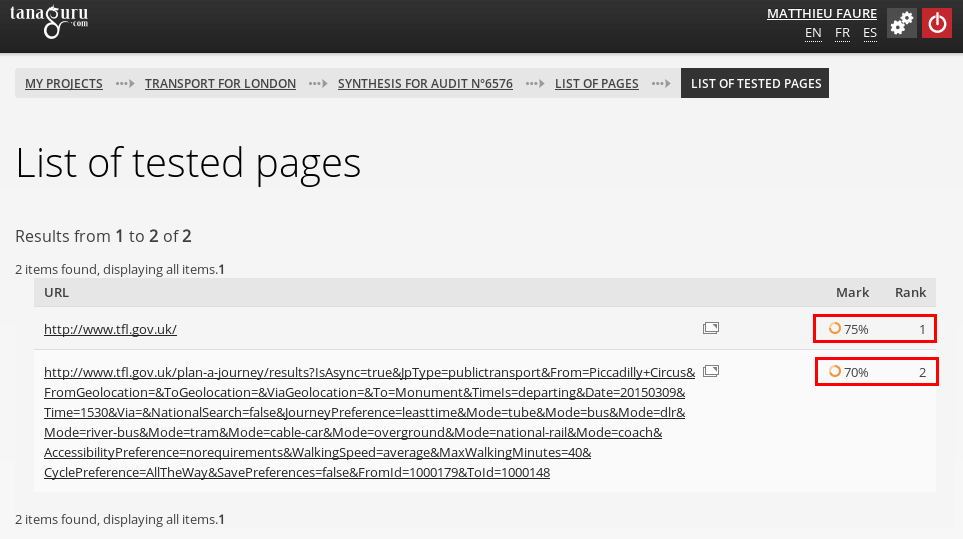 tanaguru
.com
MATTHIEU FAURE
EN FR ES
MY PROJECTS TRANSPORT FOR LONDON SYNTHESIS FOR AUDIT N°6576 LIST OF PAGES LIST OF TESTED PAGES
List of tested pages
Results from 1 to 2 of 2
2 items found, displaying all items.1
URL Mark Rank
http://www.tfl.gov.uk/ 75% 1
http://www.tfl.gov.uk/plan-a-journey/results?IsAsync=true&JpType=publictransport&From=Piccadilly+Circus& 70% 2
FromGeolocation=&ToGeolocation=&ViaGeolocation=&To=Monument&TimeIs=departing&Date=20150309&
Time=1530&Via=&NationalSearch=false&JourneyPreference=leasttime&Mode=tube&Mode=bus&Mode=dlr&
Mode=river-bus&Mode=tram&Mode=cable-car&Mode=overground&Mode=national-rail&Mode=coach&
AccessibilityPreference=norequirements&WalkingSpeed=average&MaxWalkingMinutes=40&
CyclePreference=AllTheWay&SavePreferences=false&FromId=1000179&ToId=1000148
2 items found, displaying all items.1